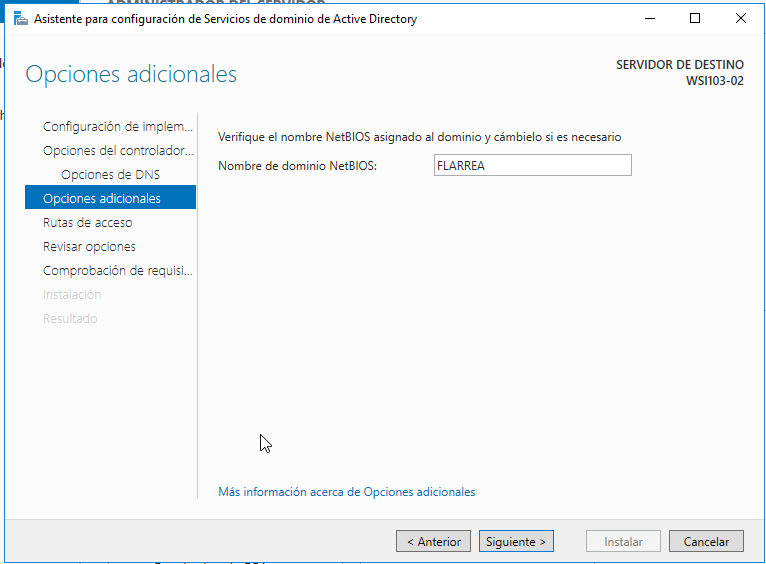 ADMINISTRADOR DEL SERVIDOR
Asistente para configuración de Servicios de dominio de Active Directory
Opciones adicionales
SERVIDOR DE DESTINO
WSI103-02
Configuración de implem...
Opciones del controlador...
Opciones de DNS
Opciones adicionales
Rutas de acceso
Revisar opciones
Comprobación de requisi...
Instalación
Resultado
Verifique el nombre NetBIOS asignado al dominio y cámbielo si es necesario
Nombre de dominio NetBIOS:
FLARREA
Más información acerca de Opciones adicionales
< Anterior
Siguiente >
Instalar
Cancelar